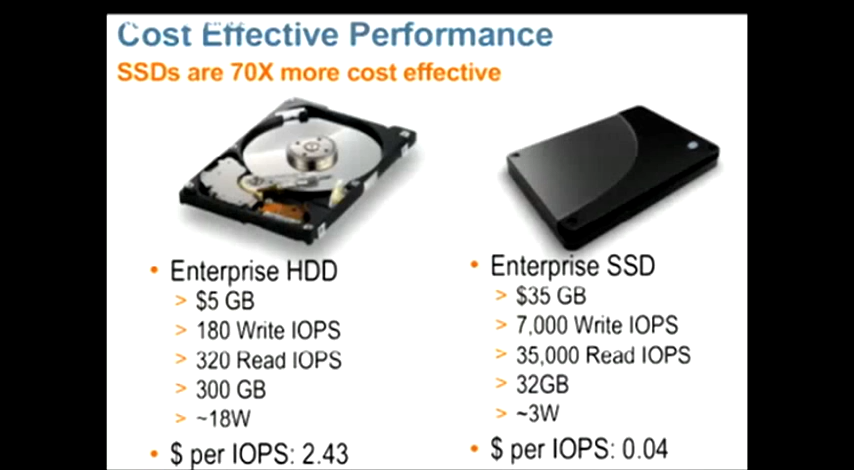 Cost Effective Performance
SSDs are 70X more cost effective
• Enterprise HDD
> $5 GB
> 180 Write IOPS
> 320 Read IOPS
> 300 GB
> ~18W
• $ per IOPS: 2.43
• Enterprise SSD
> $35 GB
> 7,000 Write IOPS
> 35,000 Read IOPS
> 32GB
> ~3W
• $ per IOPS: 0.04